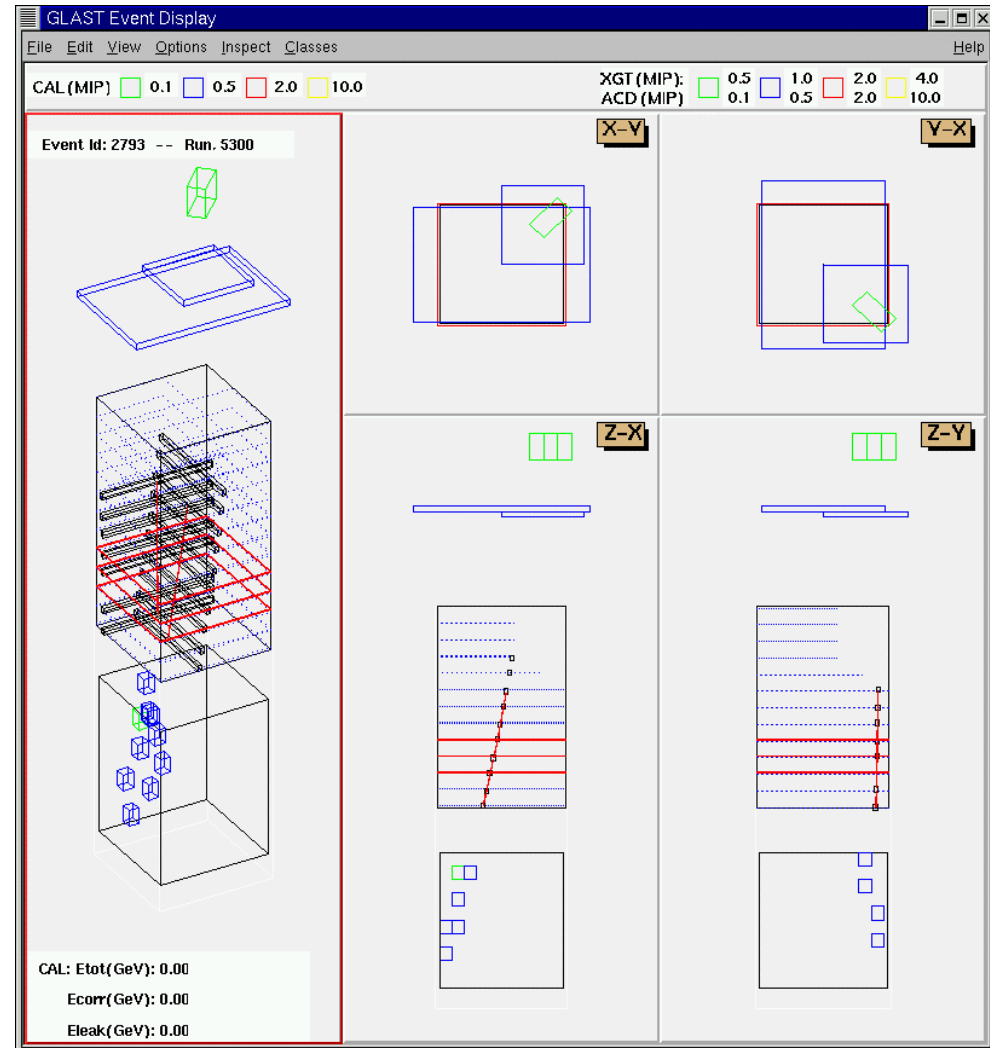 GLAST Event Display
File Edit View Options Inspect Classes Help
CAL (MIP) 0.1 0.5 2.0 10.0
XGT (MIP): 0.5 1.0 2.0 4.0
ACD (MIP) 0.1 0.5 2.0 10.0
Event Id: 2793 -- Run. 5300
X-Y
Y-X
Z-X
Z-Y
CAL: Etot(GeV): 0.00
Ecorr(GeV): 0.00
Eleak(GeV): 0.00